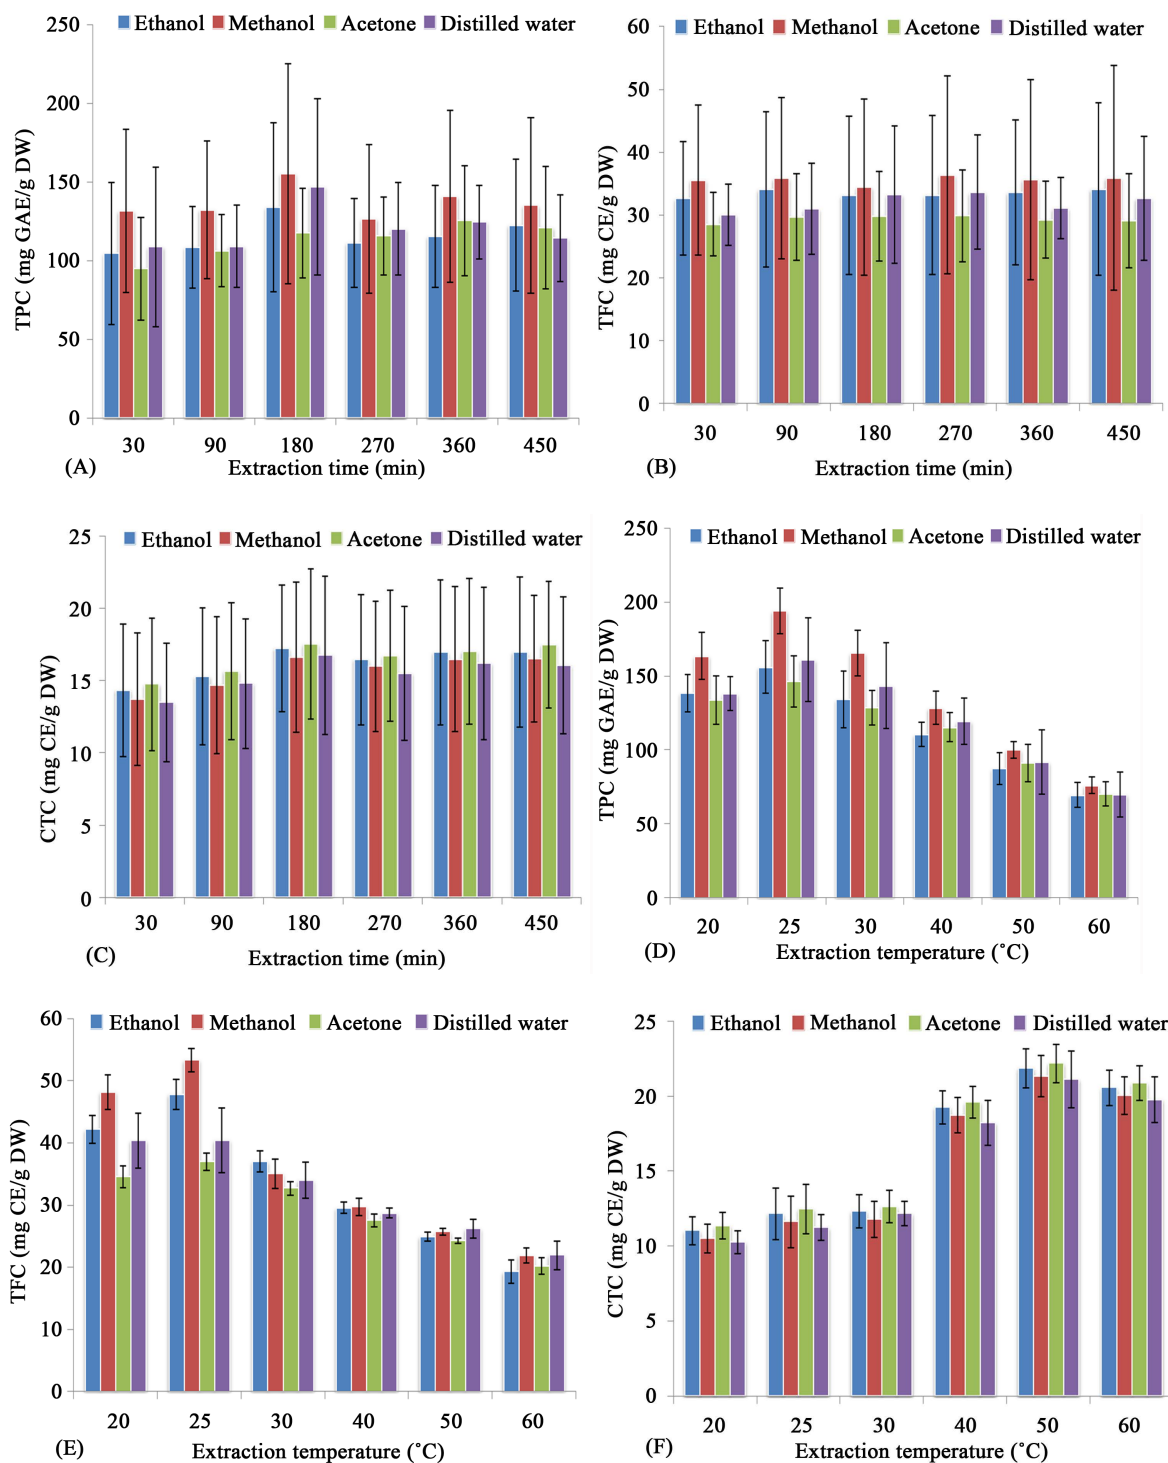 Ethanol Methanol Acetone Distilled water
250
200
150
100
50
0
TPC (mg GAE/g DW)
30 90 180 270 360 450
(A) Extraction time (min)
Ethanol Methanol Acetone Distilled water
60
50
40
30
20
10
0
TFC (mg CE/g DW)
30 90 180 270 360 450
(B) Extraction time (min)
Ethanol Methanol Acetone Distilled water
25
20
15
10
5
0
CTC (mg CE/g DW)
30 90 180 270 360 450
(C) Extraction time (min)
Ethanol Methanol Acetone Distilled water
250
200
150
100
50
0
TPC (mg GAE/g DW)
20 25 30 40 50 60
(D) Extraction temperature (˚C)
Ethanol Methanol Acetone Distilled water
60
50
40
30
20
10
0
TFC (mg CE/g DW)
20 25 30 40 50 60
(E) Extraction temperature (˚C)
Ethanol Methanol Acetone Distilled water
25
20
15
10
5
0
CTC (mg CE/g DW)
20 25 30 40 50 60
(F) Extraction temperature (˚C)